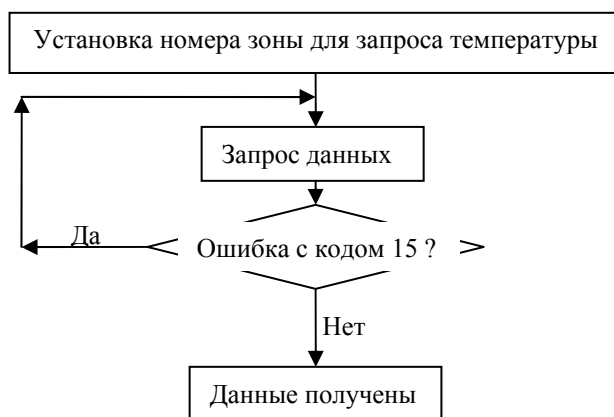 Установка номера зоны для запроса температуры
Запрос данных
Да
Ошибка с кодом 15 ?
Нет
Данные получены